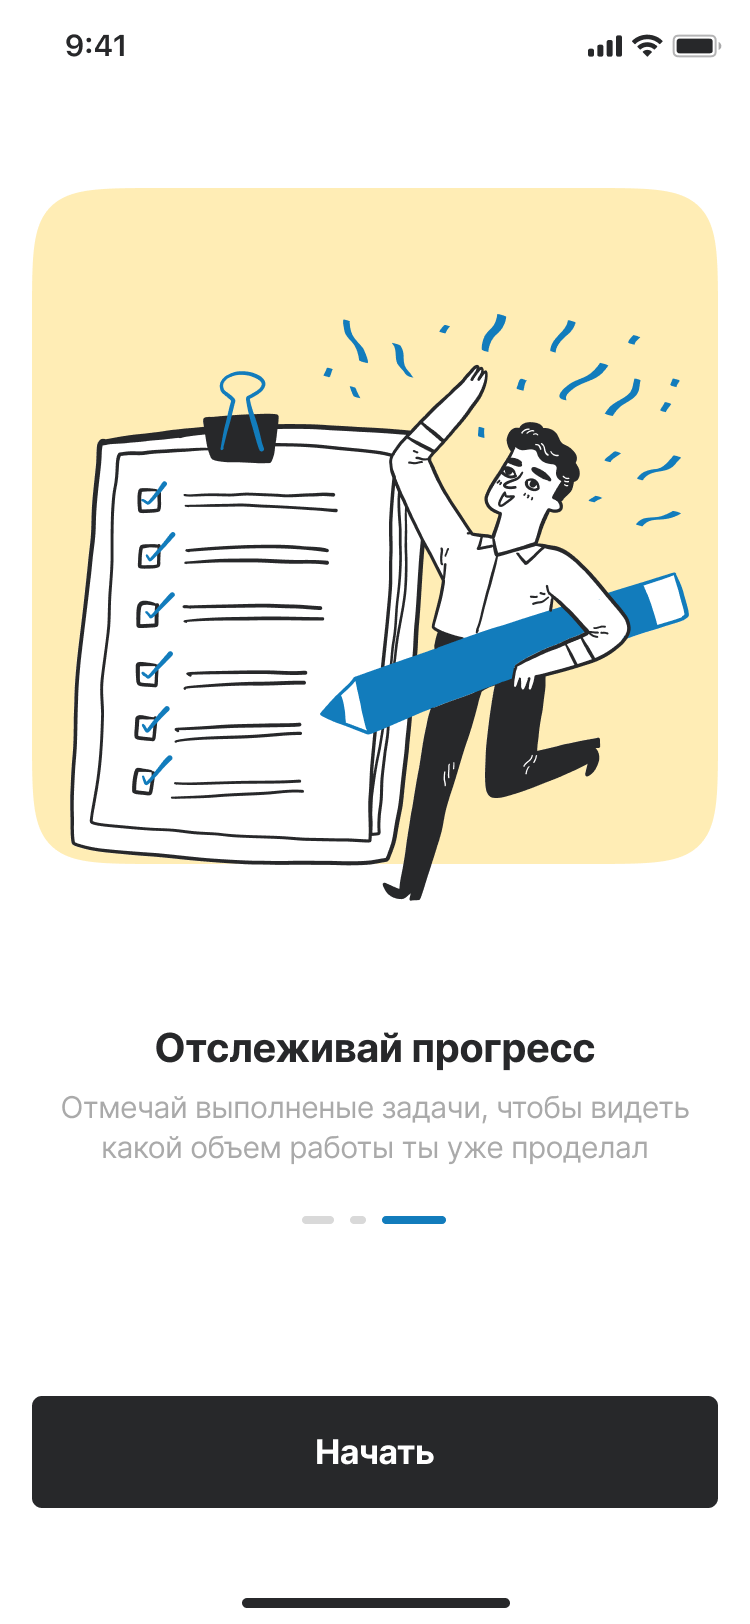 9:41
Отслеживай прогресс
Отмечай выполненые задачи, чтобы видеть
какой объем работы ты уже проделал
Начать